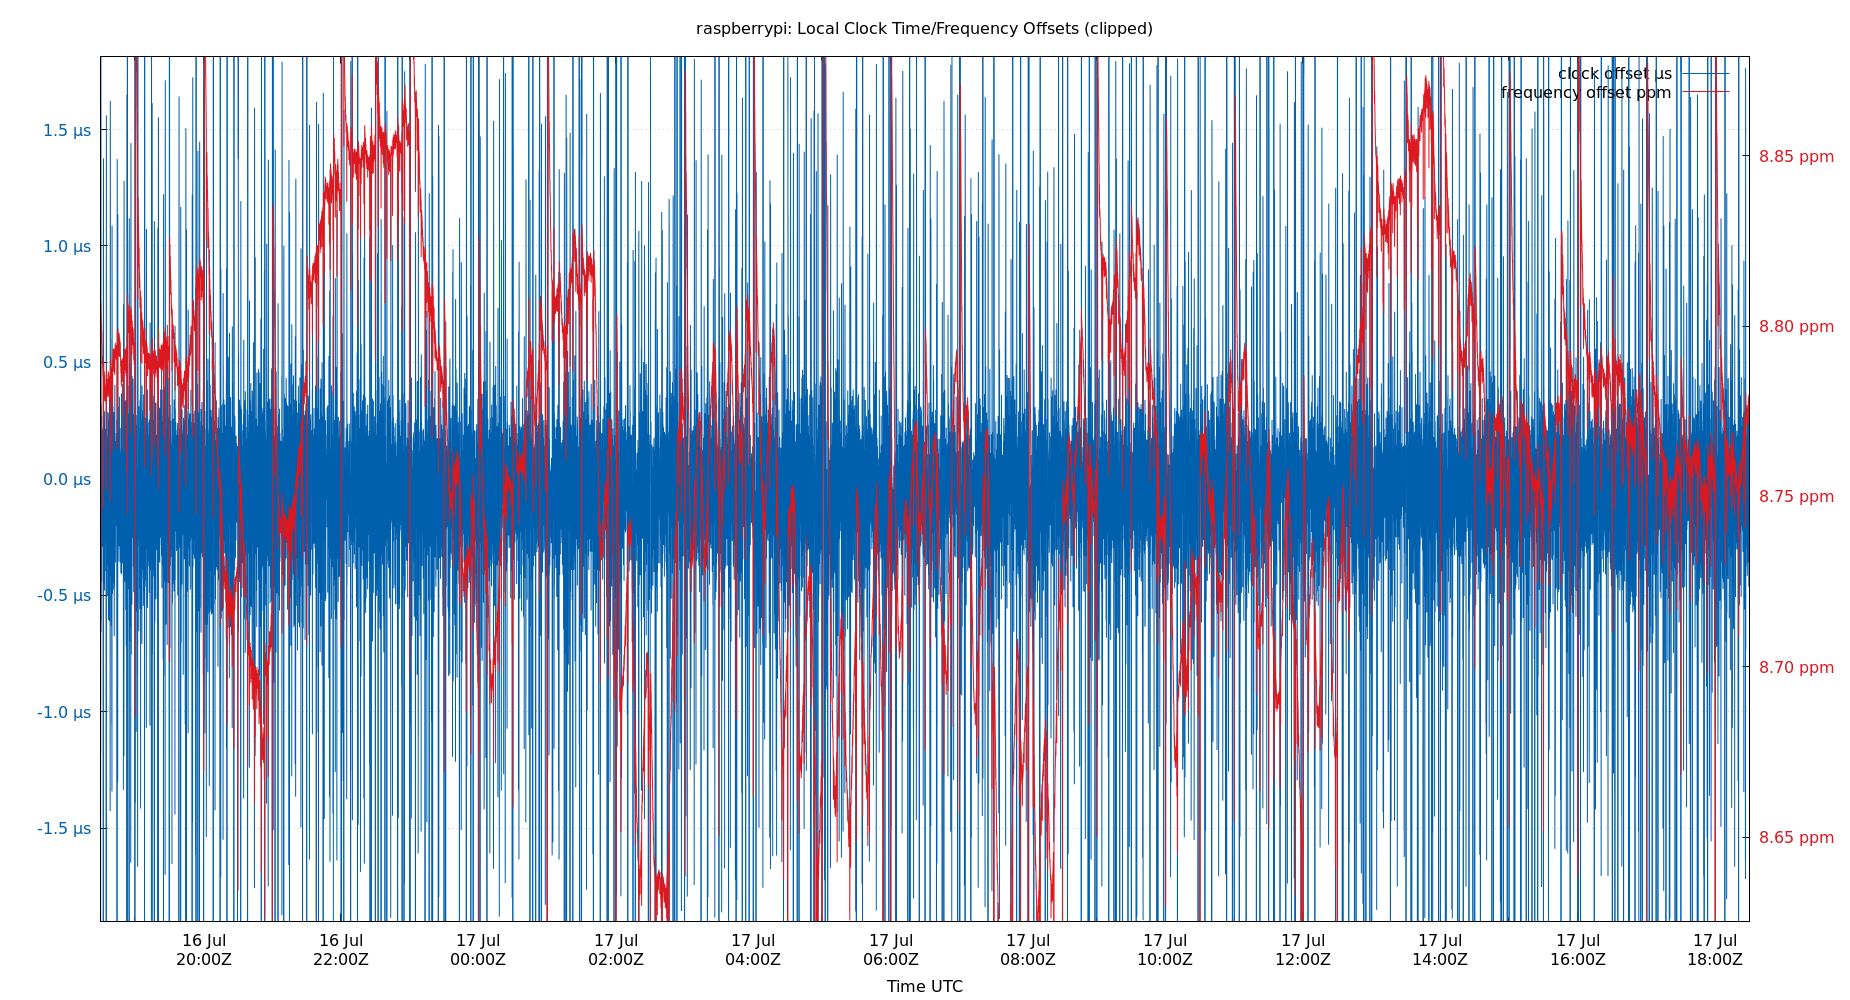 raspberrypi: Local Clock Time/Frequency Offsets (clipped)
clock offset µs
frequency offset ppm
1.5 µs
1.0 µs
0.5 µs
0.0 µs
-0.5 µs
-1.0 µs
-1.5 µs
8.85 ppm
8.80 ppm
8.75 ppm
8.70 ppm
8.65 ppm
16 Jul 16 Jul 17 Jul 17 Jul 17 Jul 17 Jul 17 Jul 17 Jul 17 Jul 17 Jul 17 Jul 17 Jul
20:00Z 22:00Z 00:00Z 02:00Z 04:00Z 06:00Z 08:00Z 10:00Z 12:00Z 14:00Z 16:00Z 18:00Z
Time UTC